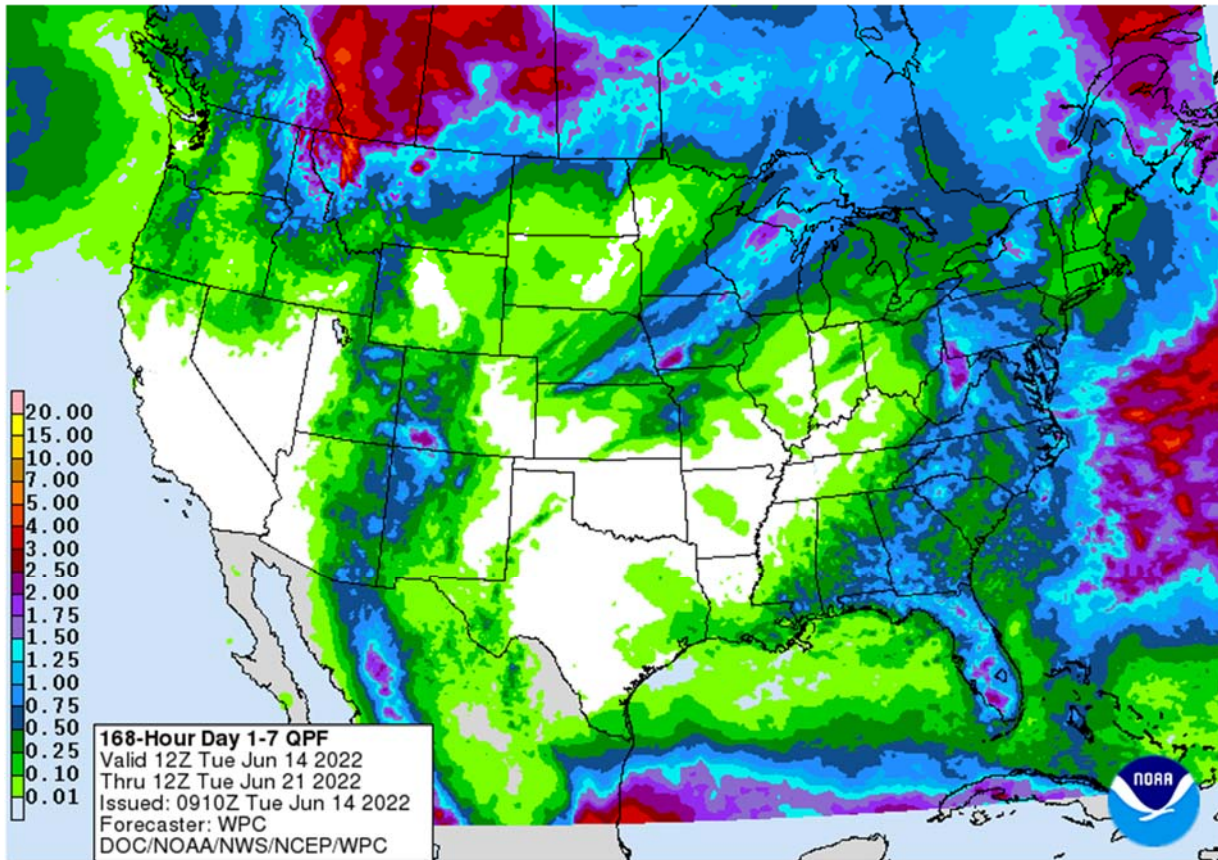 20.00
15.00
10.00
7.00
5.00
4.00
3.00
2.50
2.00
1.75
1.50
1.25
1.00
0.75
0.50
0.25
0.10
0.01
168-Hour Day 1-7 QPF
Valid 12Z Tue Jun 14 2022
Thru 12Z Tue Jun 21 2022
Issued: 0910Z Tue Jun 14 2022
Forecaster: WPC
DOC/NOAA/NWS/NCEP/WPC
NOAA